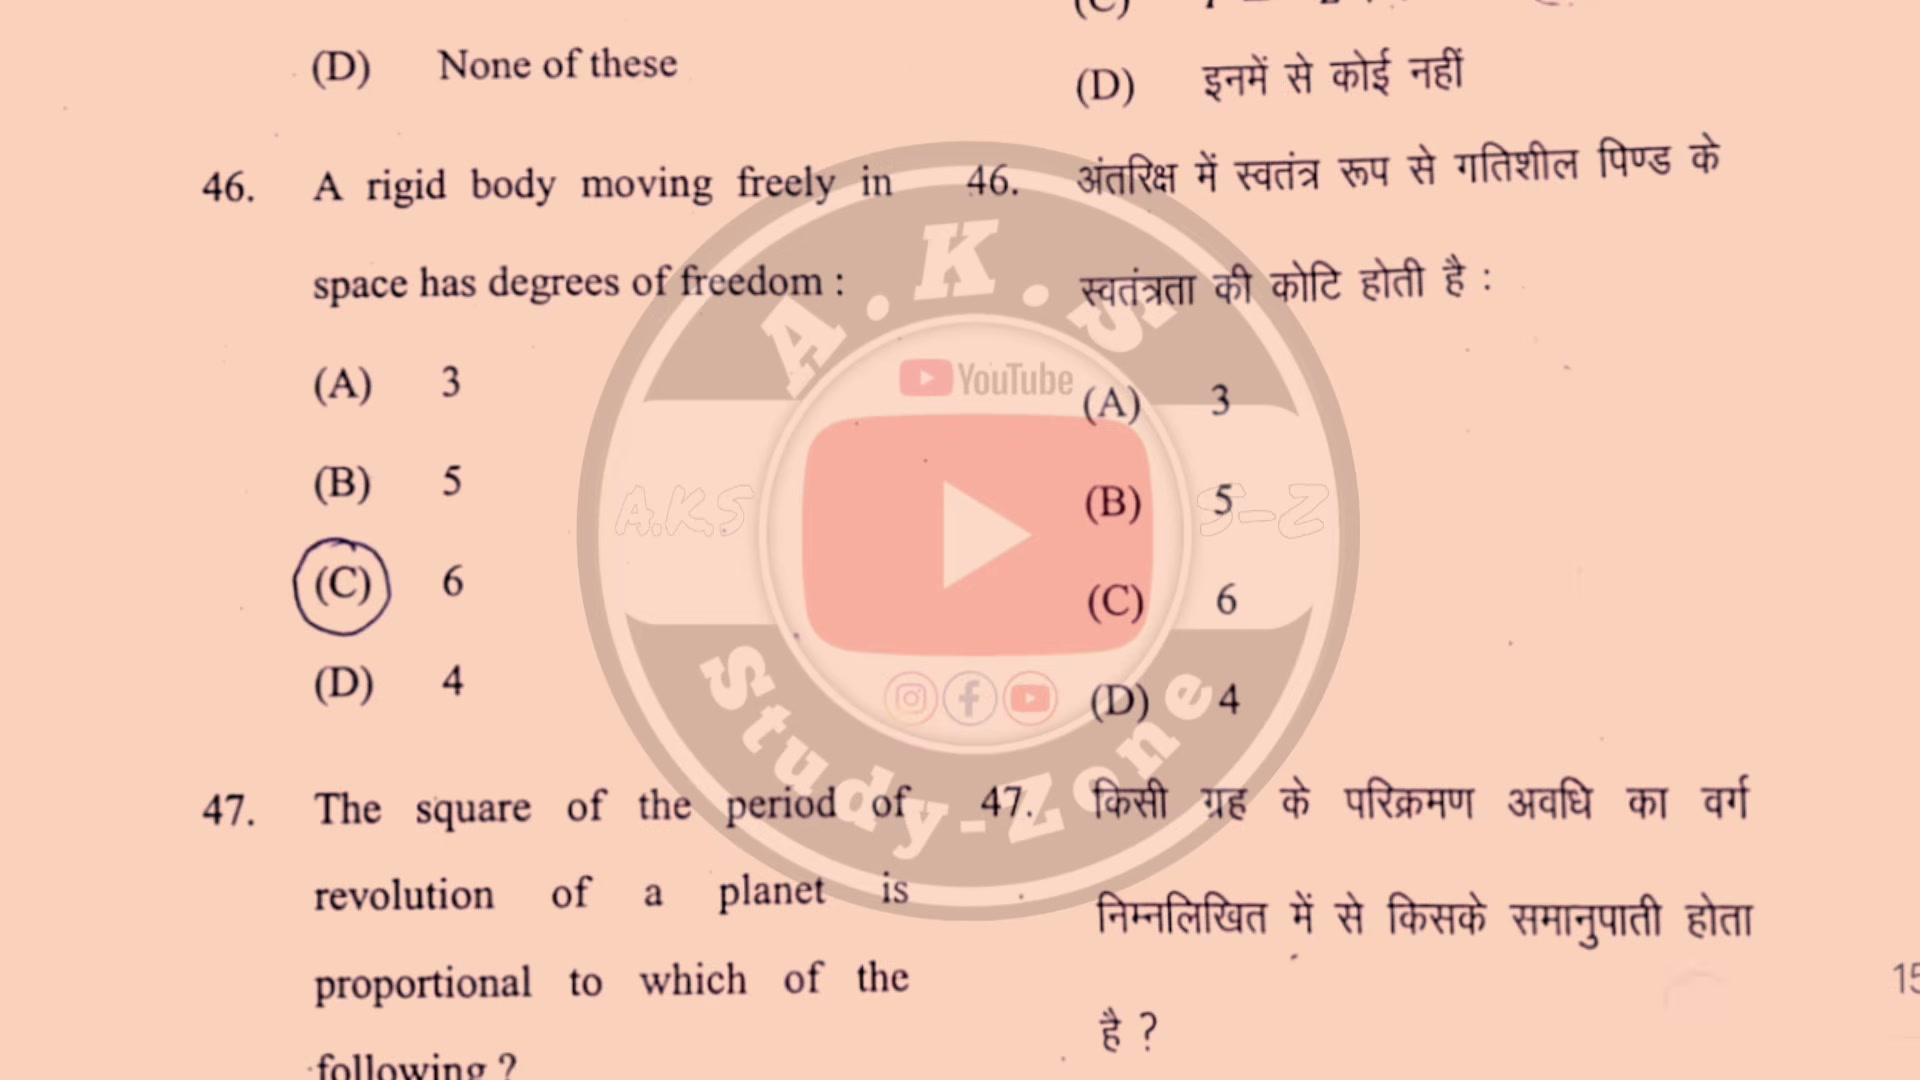 (D) None of these
46. A rigid body moving freely in
space has degrees of freedom :
(A) 3
(B) 5
(C) 6
(D) 4
47. The square of the period of
revolution of a planet is
proportional to which of the
following ?
(D) इनमें से कोई नहीं
46. अंतरिक्ष में स्वतंत्र रूप से गतिशील पिण्ड के
स्वतंत्रता की कोटि होती है :
(A) 3
(B) 5
(C) 6
(D) 4
47. किसी ग्रह के परिक्रमण अवधि का वर्ग
निम्नलिखित में से किसके समानुपाती होता
है ?
15
A.K.S
YouTube
A.K.S
S-Z
Study-Zone